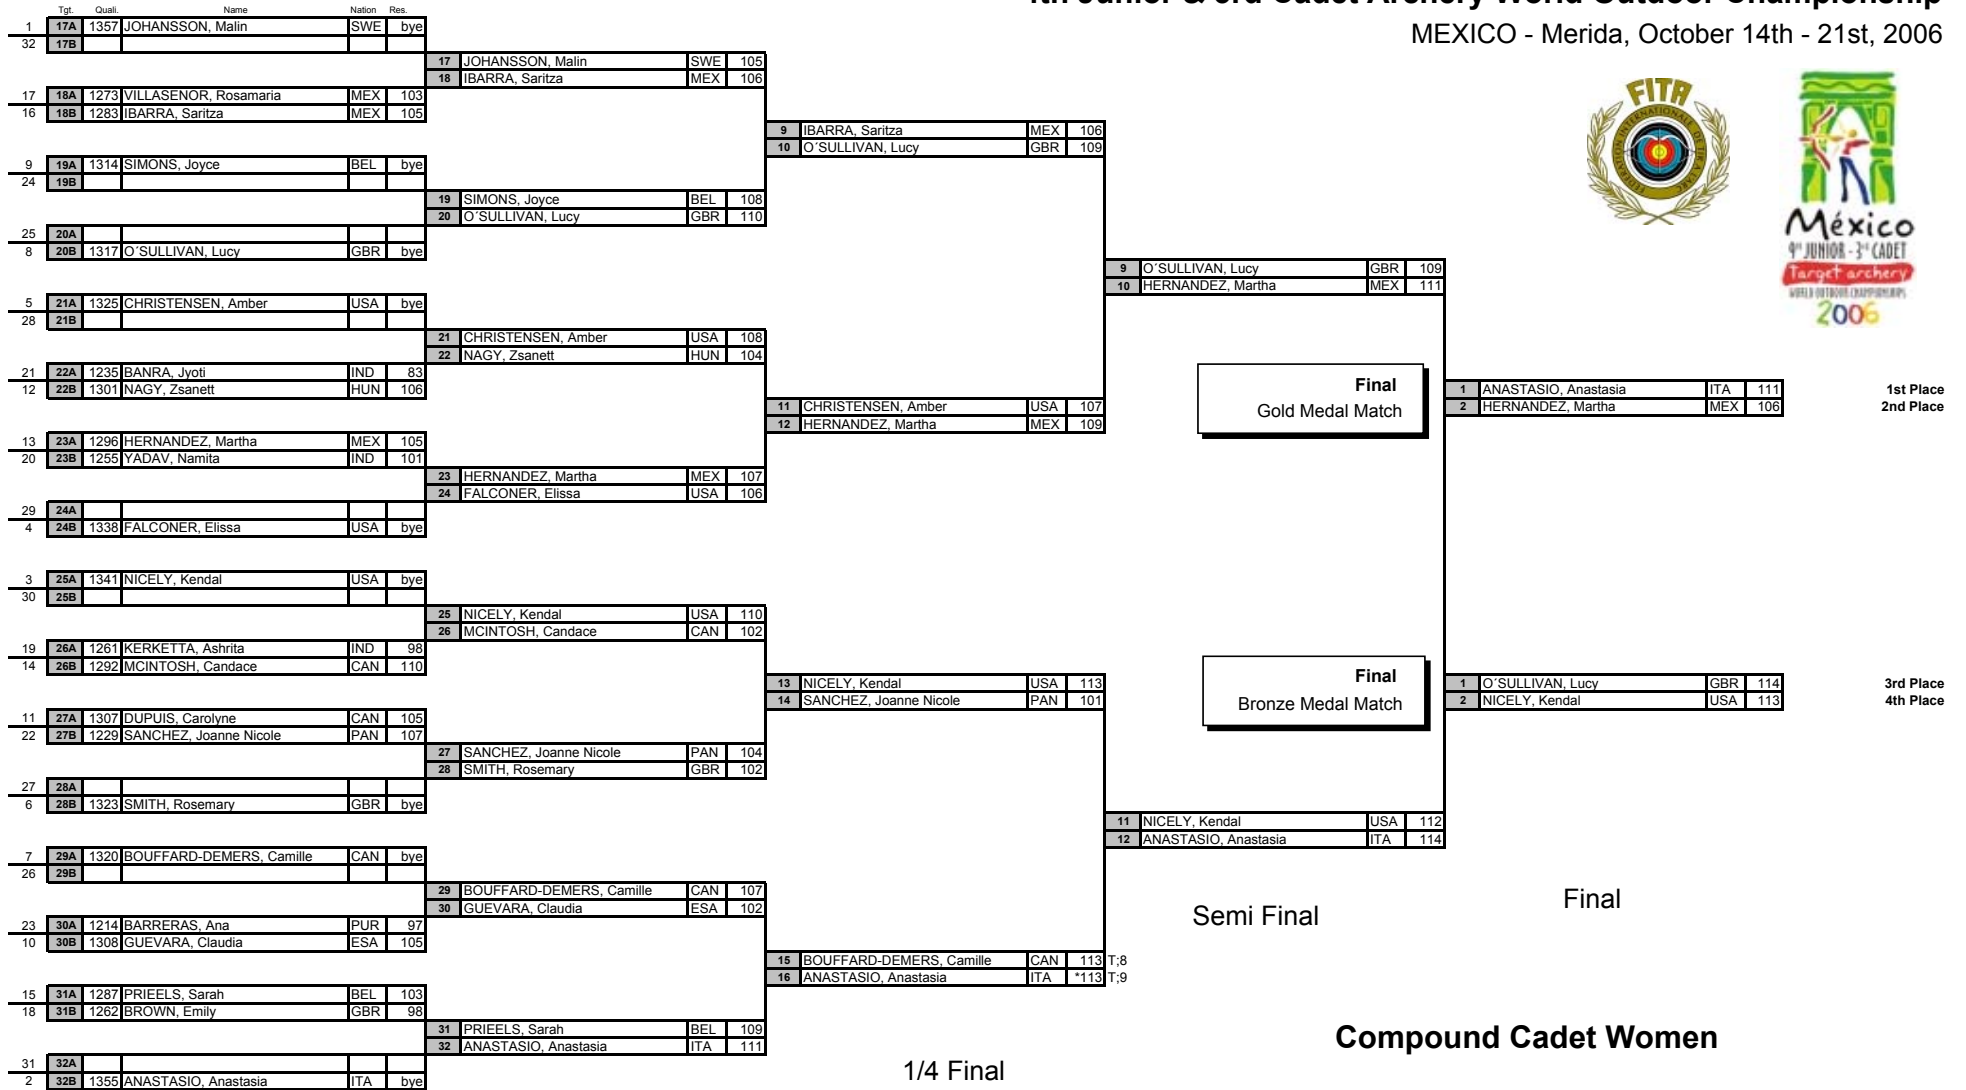 4th Junior & 3rd Cadet Archery World Outdoor Championship
MEXICO - Merida, October 14th - 21st, 2006
FITA
FEDERATION INTERNATIONALE DE TIR A L'ARC
México
JUNIOR - 3er CADET
Target archery
WORLD OUTDOOR CHAMPIONSHIPS
2006
Tgt. Quali. Name Nation Res.
1 17A 1357 JOHANSSON, Malin SWE bye
32 17B
17 18A 1273 VILLASENOR, Rosamaria MEX 103
16 18B 1283 IBARRA, Saritza MEX 105
9 19A 1314 SIMONS, Joyce BEL bye
24 19B
25 20A
8 20B 1317 O´SULLIVAN, Lucy GBR bye
5 21A 1325 CHRISTENSEN, Amber USA bye
28 21B
21 22A 1235 BANRA, Jyoti IND 83
12 22B 1301 NAGY, Zsanett HUN 106
13 23A 1296 HERNANDEZ, Martha MEX 105
20 23B 1255 YADAV, Namita IND 101
29 24A
4 24B 1338 FALCONER, Elissa USA bye
3 25A 1341 NICELY, Kendal USA bye
30 25B
19 26A 1261 KERKETTA, Ashrita IND 98
14 26B 1292 MCINTOSH, Candace CAN 110
11 27A 1307 DUPUIS, Carolyne CAN 105
22 27B 1229 SANCHEZ, Joanne Nicole PAN 107
27 28A
6 28B 1323 SMITH, Rosemary GBR bye
7 29A 1320 BOUFFARD-DEMERS, Camille CAN bye
26 29B
23 30A 1214 BARRERAS, Ana PUR 97
10 30B 1308 GUEVARA, Claudia ESA 105
15 31A 1287 PRIEELS, Sarah BEL 103
18 31B 1262 BROWN, Emily GBR 98
31 32A
2 32B 1355 ANASTASIO, Anastasia ITA bye
17 JOHANSSON, Malin SWE 105
18 IBARRA, Saritza MEX 106
19 SIMONS, Joyce BEL 108
20 O´SULLIVAN, Lucy GBR 110
21 CHRISTENSEN, Amber USA 108
22 NAGY, Zsanett HUN 104
23 HERNANDEZ, Martha MEX 107
24 FALCONER, Elissa USA 106
25 NICELY, Kendal USA 110
26 MCINTOSH, Candace CAN 102
27 SANCHEZ, Joanne Nicole PAN 104
28 SMITH, Rosemary GBR 102
29 BOUFFARD-DEMERS, Camille CAN 107
30 GUEVARA, Claudia ESA 102
31 PRIEELS, Sarah BEL 109
32 ANASTASIO, Anastasia ITA 111
9 IBARRA, Saritza MEX 106
10 O´SULLIVAN, Lucy GBR 109
11 CHRISTENSEN, Amber USA 107
12 HERNANDEZ, Martha MEX 109
13 NICELY, Kendal USA 113
14 SANCHEZ, Joanne Nicole PAN 101
15 BOUFFARD-DEMERS, Camille CAN 113 T;8
16 ANASTASIO, Anastasia ITA *113 T;9
1/4 Final
9 O´SULLIVAN, Lucy GBR 109
10 HERNANDEZ, Martha MEX 111
11 NICELY, Kendal USA 112
12 ANASTASIO, Anastasia ITA 114
Semi Final
Final
Gold Medal Match
1 ANASTASIO, Anastasia ITA 111 1st Place
2 HERNANDEZ, Martha MEX 106 2nd Place
Final
Bronze Medal Match
1 O´SULLIVAN, Lucy GBR 114 3rd Place
2 NICELY, Kendal USA 113 4th Place
Final
Compound Cadet Women